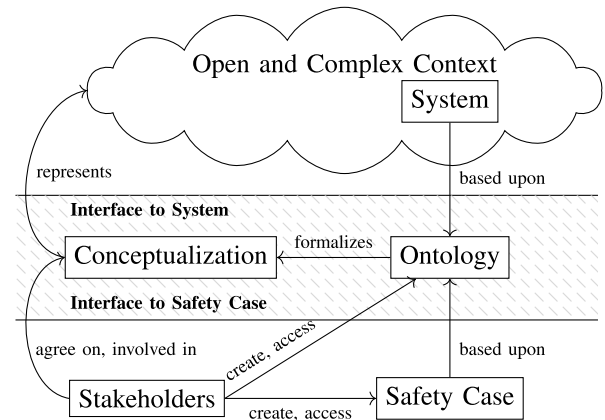 Open and Complex Context
System
represents
based upon
Interface to System
Conceptualization
formalizes
Ontology
Interface to Safety Case
create, access
agree on, involved in
based upon
Stakeholders
create, access
Safety Case